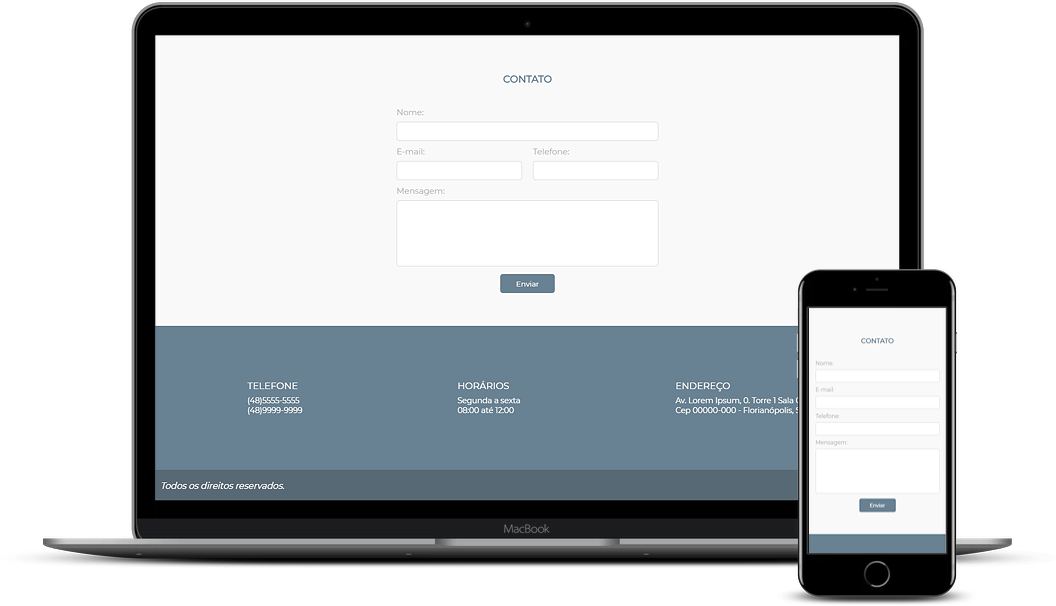 CONTATO
Nome:
E-mail:
Telefone:
Mensagem:
Enviar
TELEFONE
(48)5555-5555
(48)9999-9999
HORÁRIOS
Segunda a sexta
08:00 até 12:00
ENDEREÇO
Av. Lorem Ipsum, 0. Torre 1 Sala
Cep 00000-000 - Florianópolis,
Todos os direitos reservados.
MacBook
CONTATO
Nome:
E-mail:
Telefone:
Mensagem:
Enviar